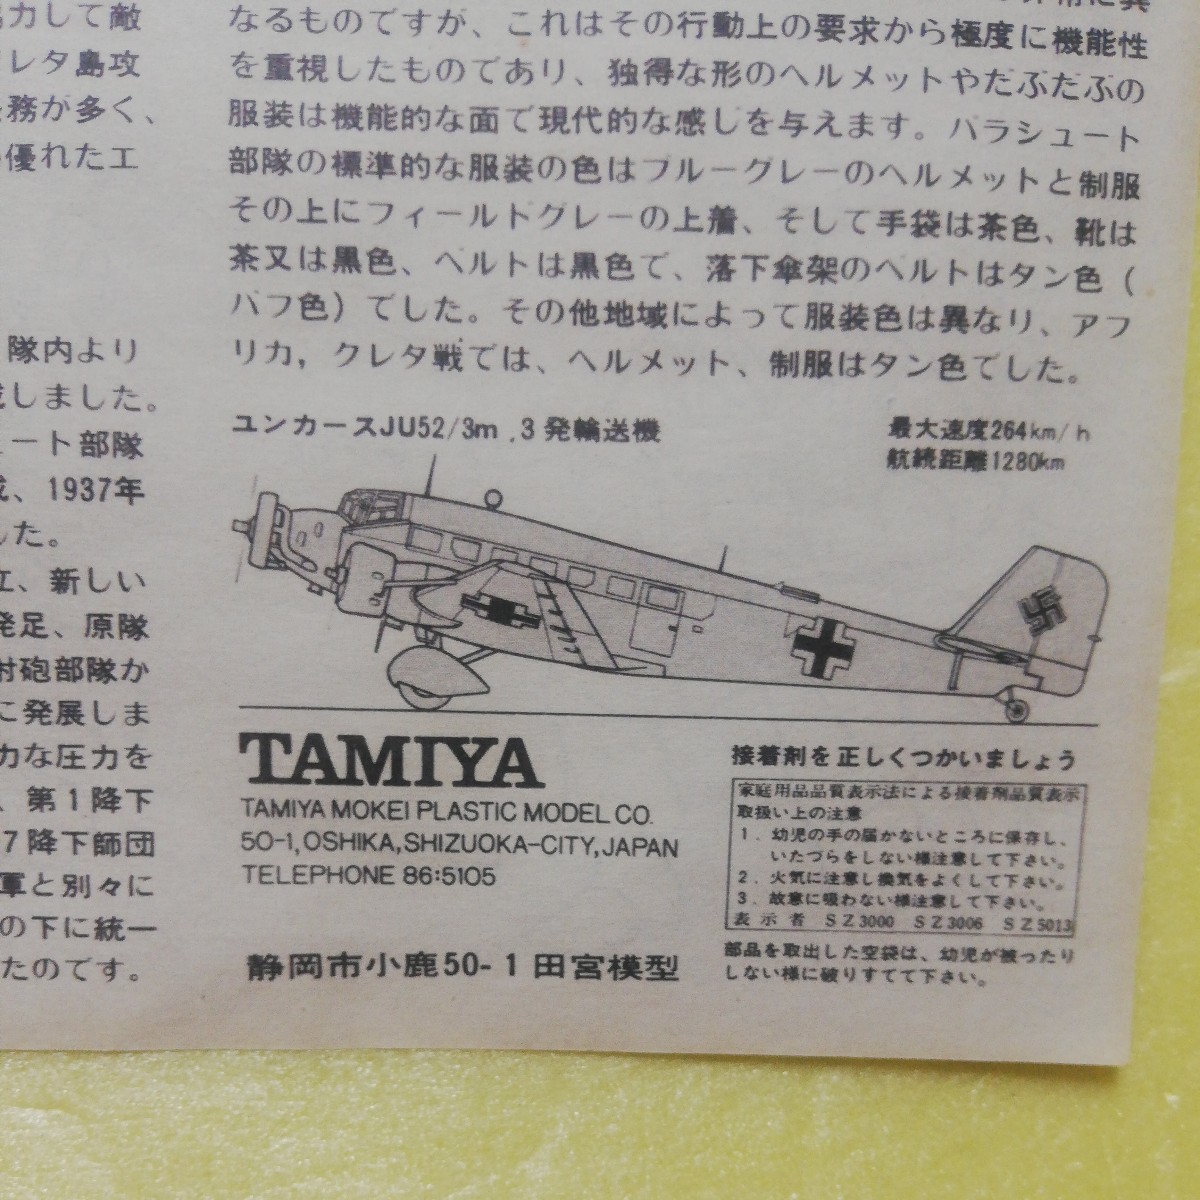 力して敵
レタ島攻
務が多く、
優れたエ
隊内より
しました。
ート部隊
、1937年
した。
立、新しい
発足、原隊
射砲部隊か
に発展しま
力な圧力を
、第1降下
7降下師団
軍と別々に
の下に統一
たのです。
なるものですが、これはその行動上の要求から極度に機能性
を重視したものであり、独得な形のヘルメットやだぶだぶの
服装は機能的な面で現代的な感じを与えます。パラシュート
部隊の標準的な服装の色はブルーグレーのヘルメットと制服
その上にフィールドグレーの上着、そして手袋は茶色、靴は
茶又は黒色、ベルトは黒色で、落下傘架のベルトはタン色（
バフ色）でした。その他地域によって服装色は異なり、アフ
リカ，クレタ戦では、ヘルメット、制服はタン色でした。
ユンカースJU52/3m .3発輸送機
最大速度264km/h
航続距離1280km
TAMIYA
TAMIYA MOKEI PLASTIC MODEL CO.
50-1, OSHIKA, SHIZUOKA-CITY, JAPAN
TELEPHONE 86:5105
静岡市小鹿50-1 田宮模型
接着剤を正しくつかいましょう
家庭用品品質表示法による接着剤品質表示
取扱い上の注意
1．幼児の手の届かないところに保存し、
いたづらをしない様注意して下さい。
2．火気に注意し換気をよくして下さい。
3．故意に吸わない様注意して下さい。
表示者 SZ3000 SZ3006 SZ5013
部品を取出した空袋は、幼児が被ったり
しない様に破りすてて下さい。